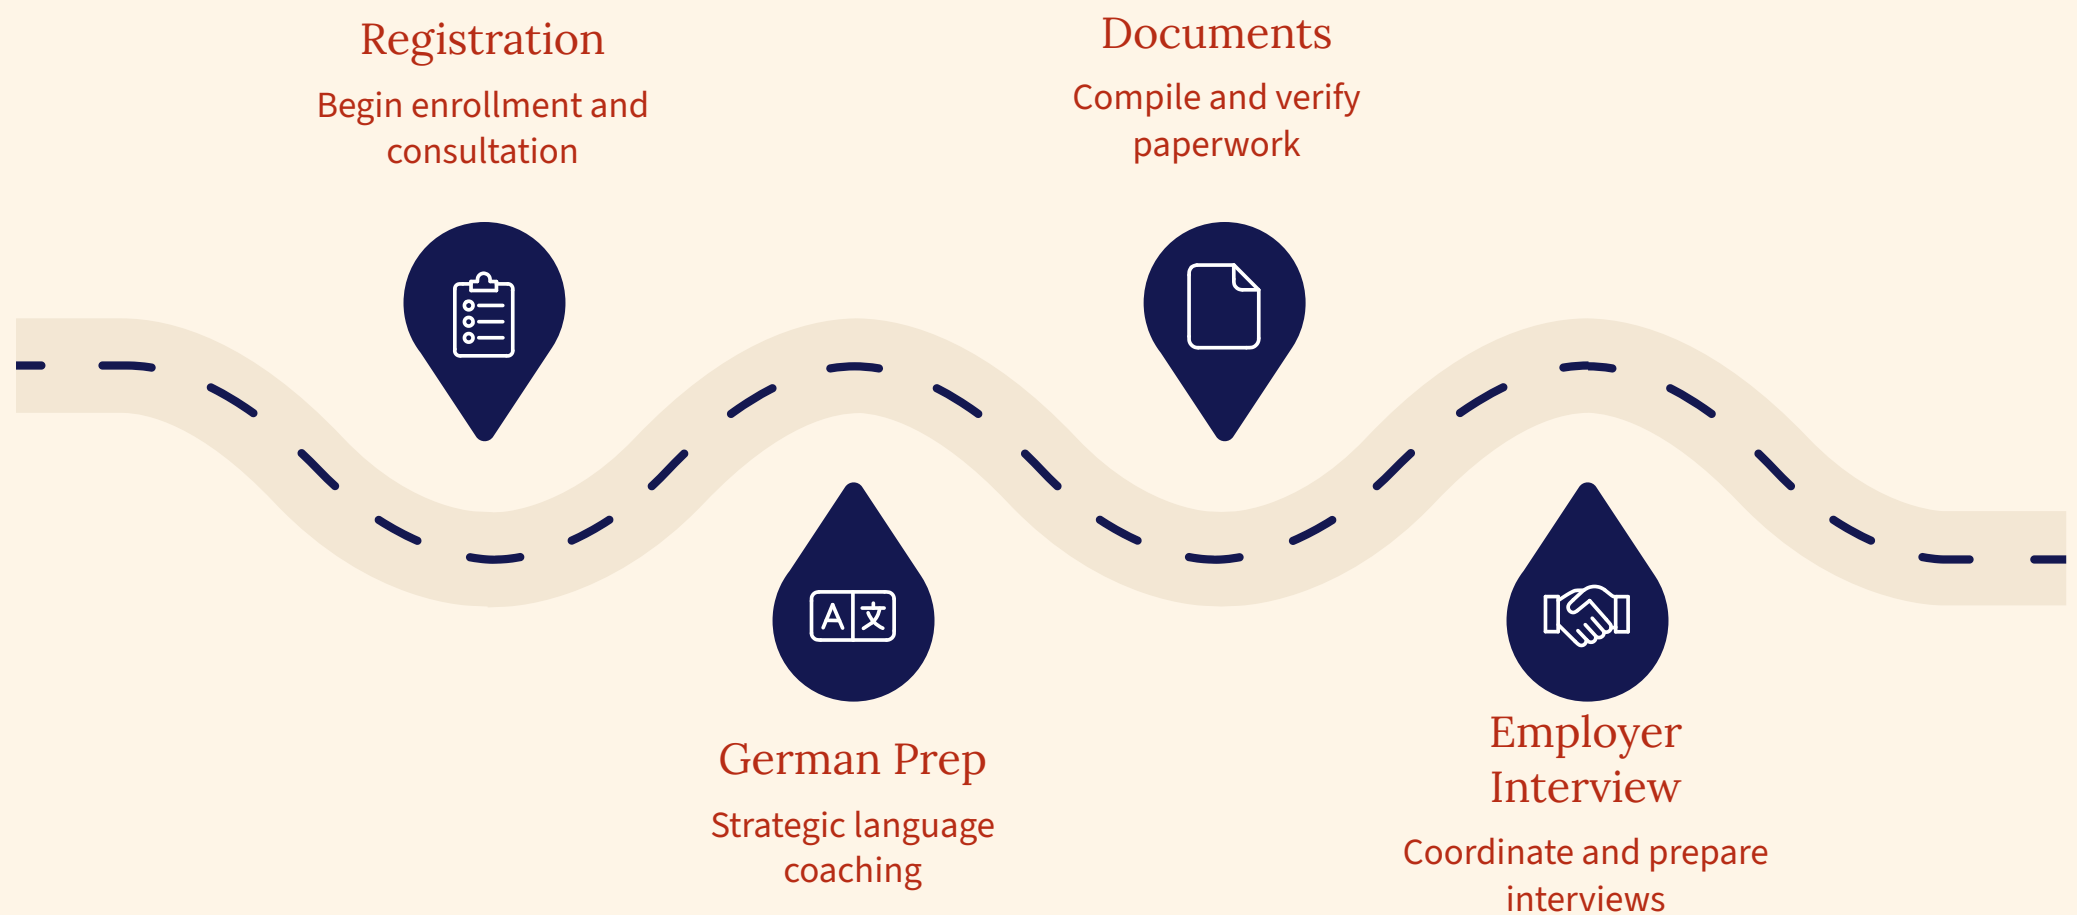 Registration
Begin enrollment and
consultation
A 文
German Prep
Strategic language
coaching
Documents
Compile and verify
paperwork
Employer
Interview
Coordinate and prepare
interviews